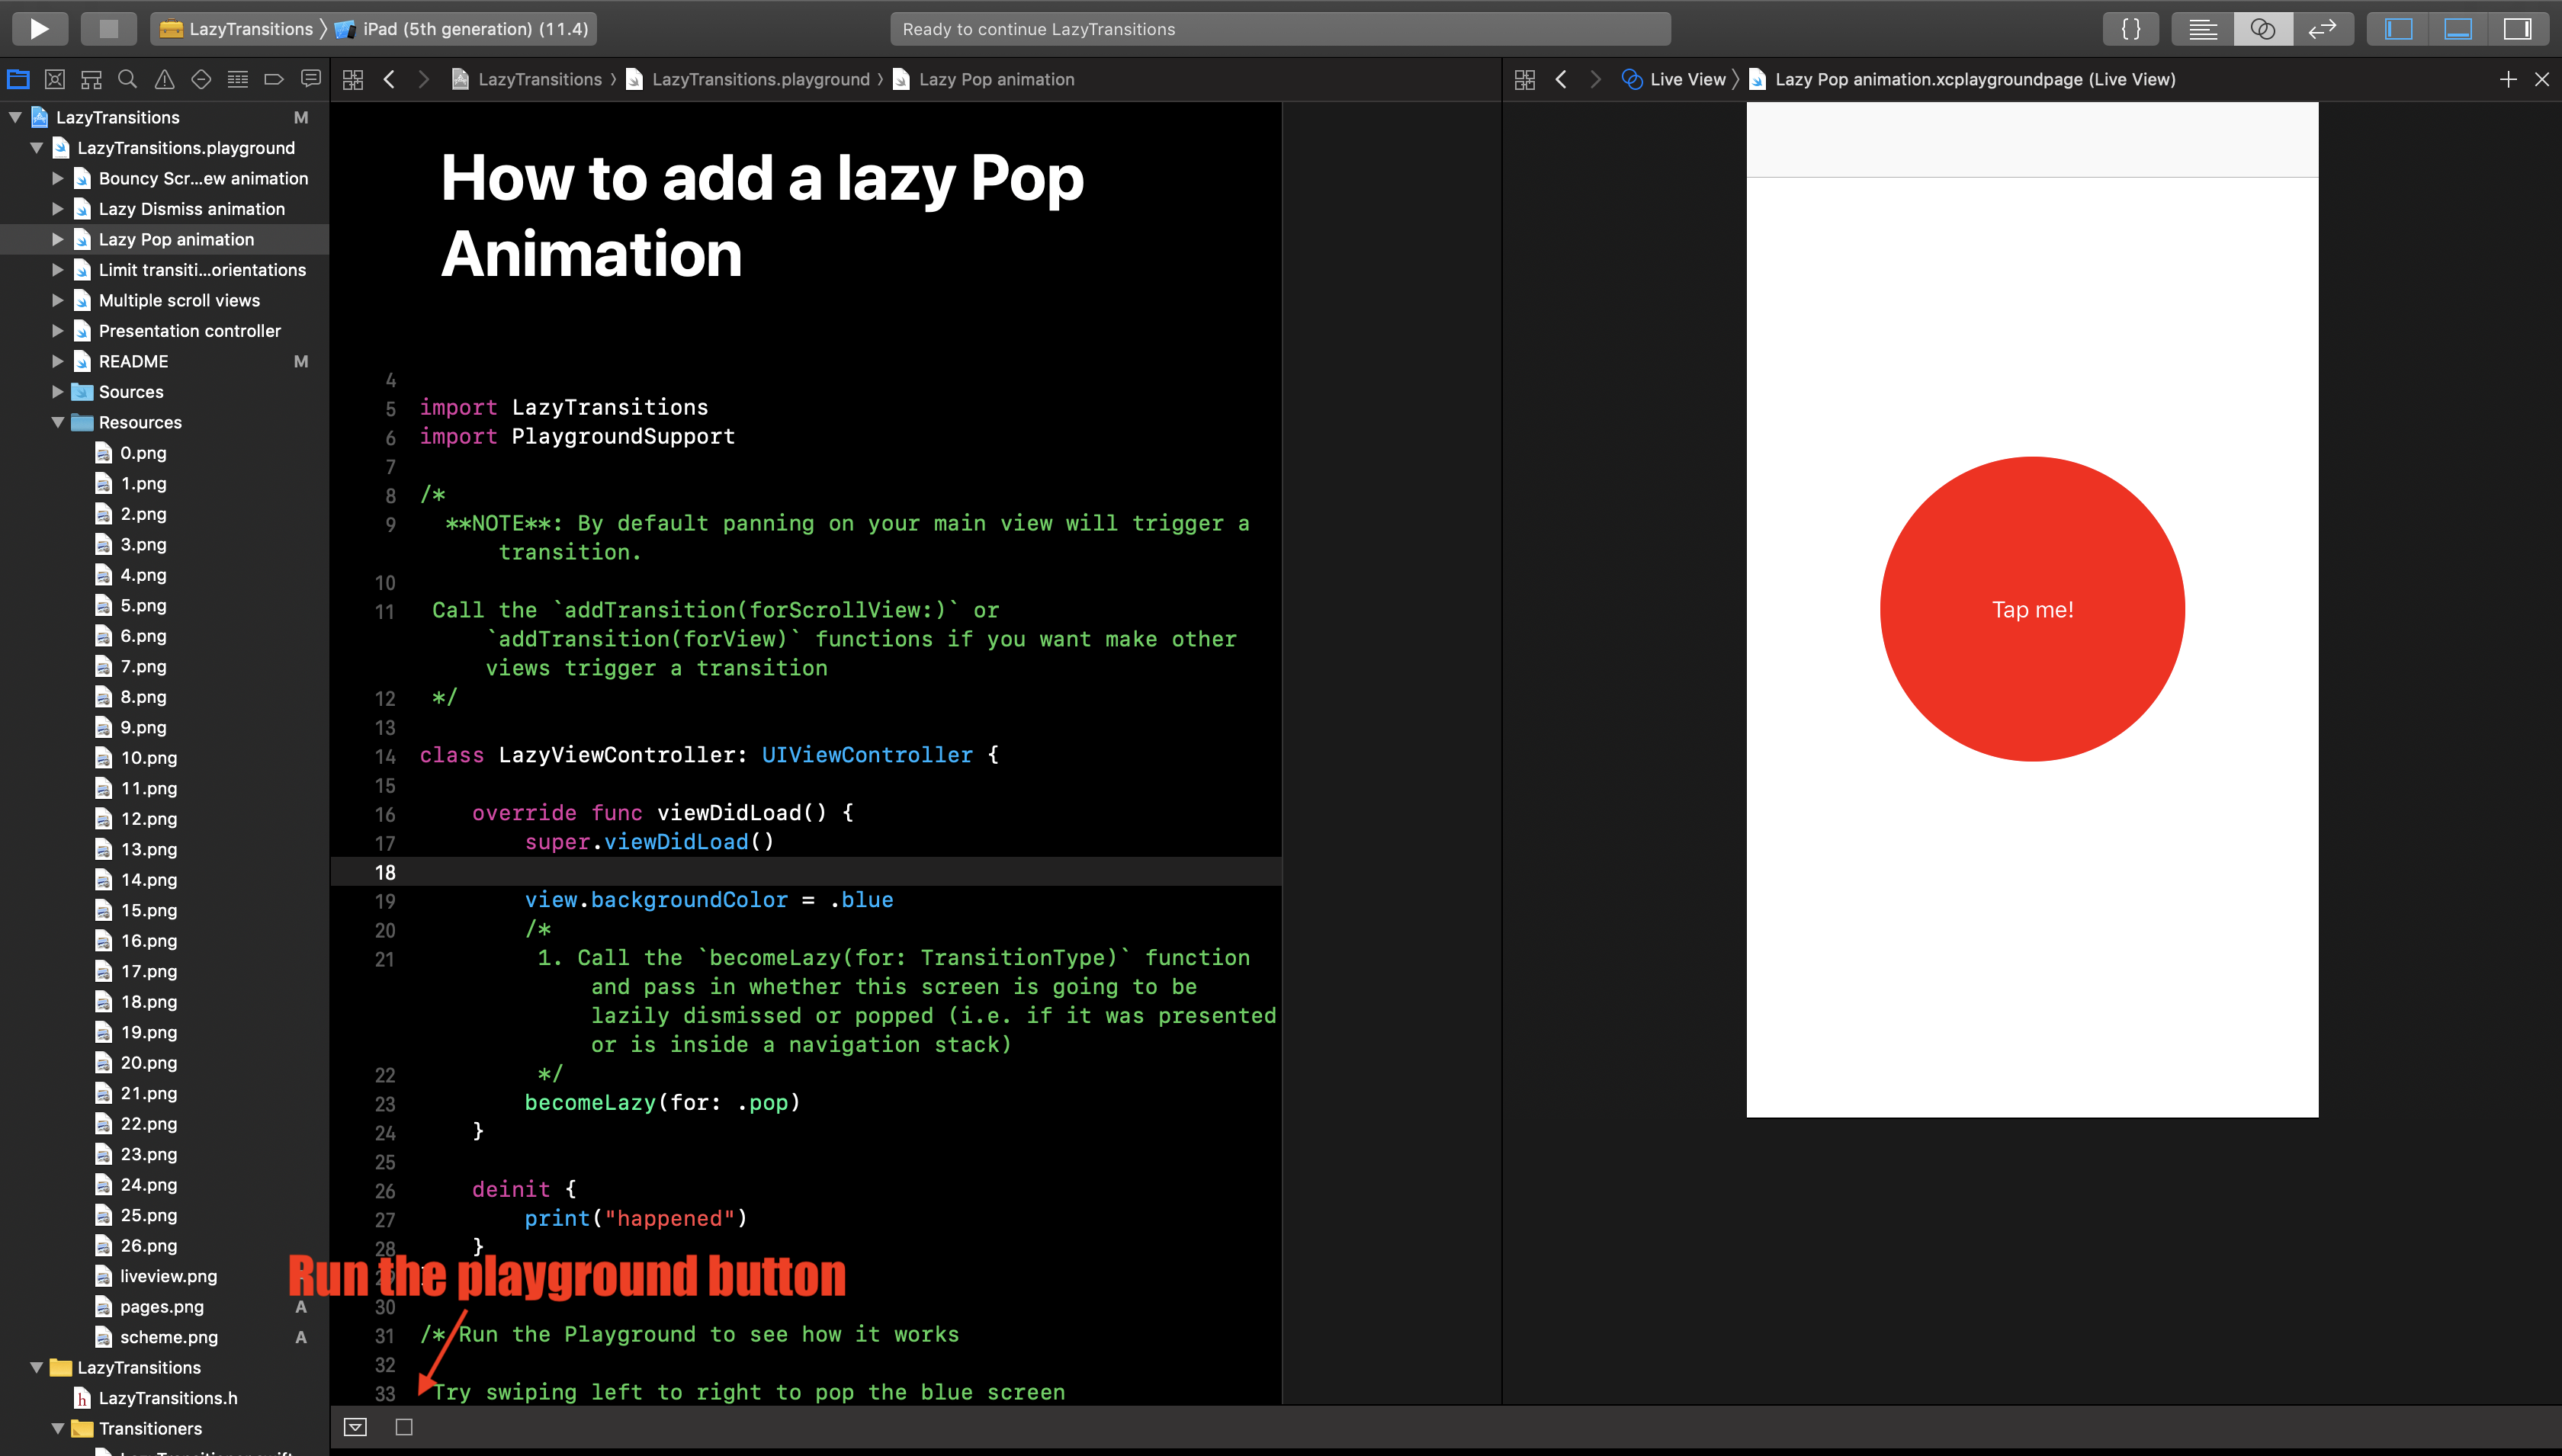 LazyTransitions 〉 iPad (5th generation) (11.4)
Ready to continue LazyTransitions
{ }
LazyTransitions M
LazyTransitions.playground
Bouncy Scr...ew animation
Lazy Dismiss animation
Lazy Pop animation
Limit transiti...orientations
Multiple scroll views
Presentation controller
README M
Sources
Resources
0.png
1.png
2.png
3.png
4.png
5.png
6.png
7.png
8.png
9.png
10.png
11.png
12.png
13.png
14.png
15.png
16.png
17.png
18.png
19.png
20.png
21.png
22.png
23.png
24.png
25.png
26.png
liveview.png
pages.png A
scheme.png A
LazyTransitions
h LazyTransitions.h
Transitioners
LazyTransitions 〉 LazyTransitions.playground 〉 Lazy Pop animation
How to add a lazy Pop
Animation
4
5 import LazyTransitions
6 import PlaygroundSupport
7
8 /*
9 **NOTE**: By default panning on your main view will trigger a
transition.
10
11 Call the `addTransition(forScrollView:)` or
`addTransition(forView)` functions if you want make other
views trigger a transition
12 */
13
14 class LazyViewController: UIViewController {
15
16 override func viewDidLoad() {
17 super.viewDidLoad()
18
19 view.backgroundColor = .blue
20 /*
21 1. Call the `becomeLazy(for: TransitionType)` function
and pass in whether this screen is going to be
lazily dismissed or popped (i.e. if it was presented
or is inside a navigation stack)
22 */
23 becomeLazy(for: .pop)
24 }
25
26 deinit {
27 print("happened")
28 }
Run the playground button
30
31 /* Run the Playground to see how it works
32
33 Try swiping left to right to pop the blue screen
Live View 〉 Lazy Pop animation.xcplaygroundpage (Live View)
Tap me!